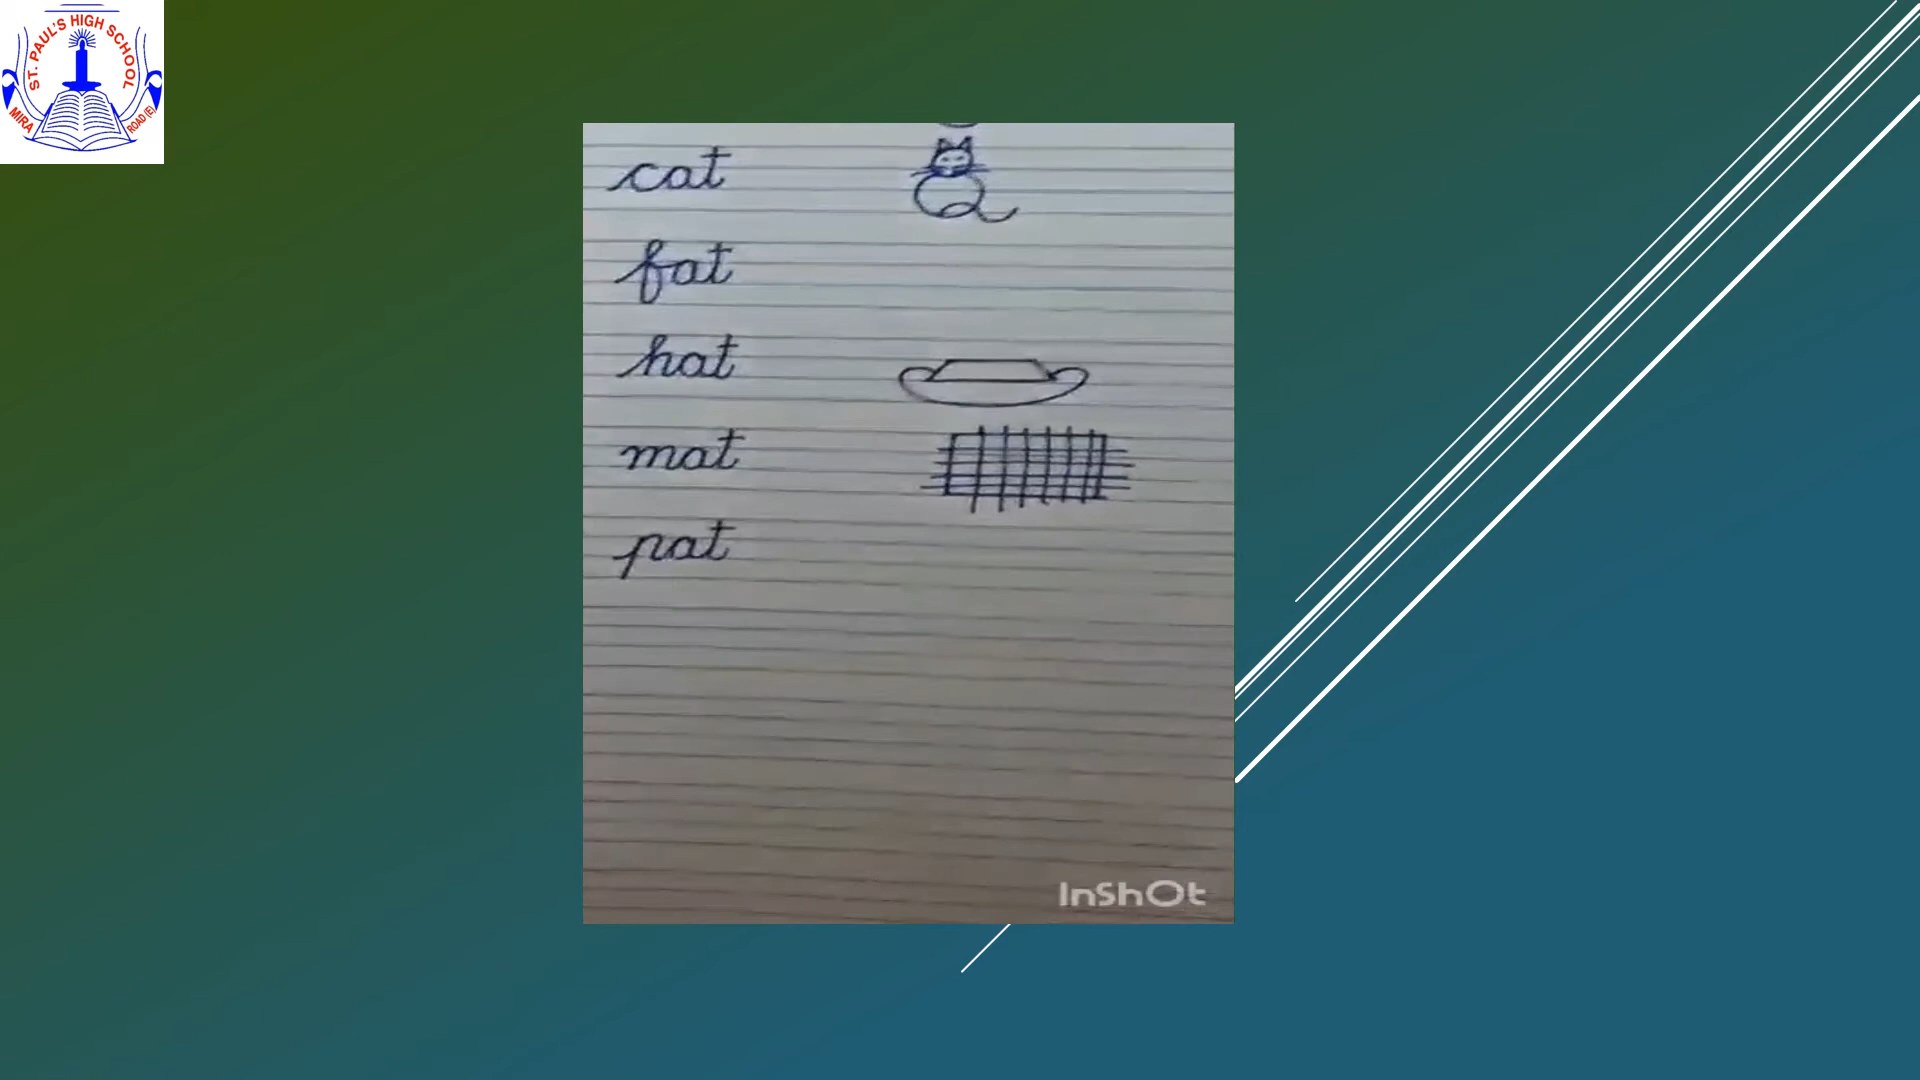 ST. PAUL'S HIGH SCHOOL
MIRA ROAD (E)
cat
fat
hat
mat
pat
InShOt